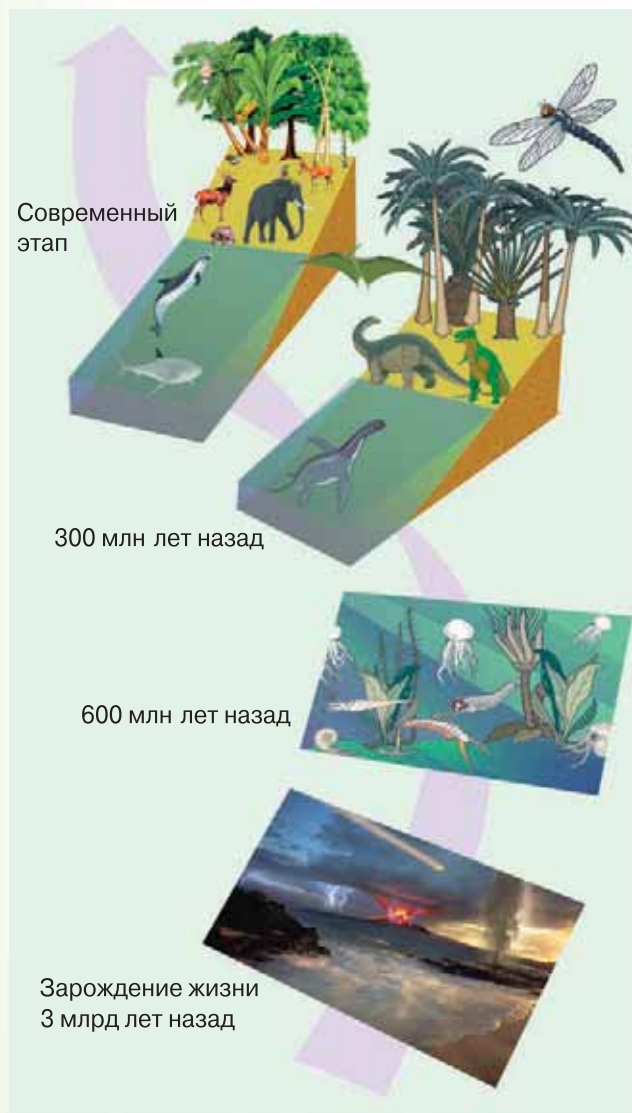 Современный
этап
300 млн лет назад
600 млн лет назад
Зарождение жизни
3 млрд лет назад